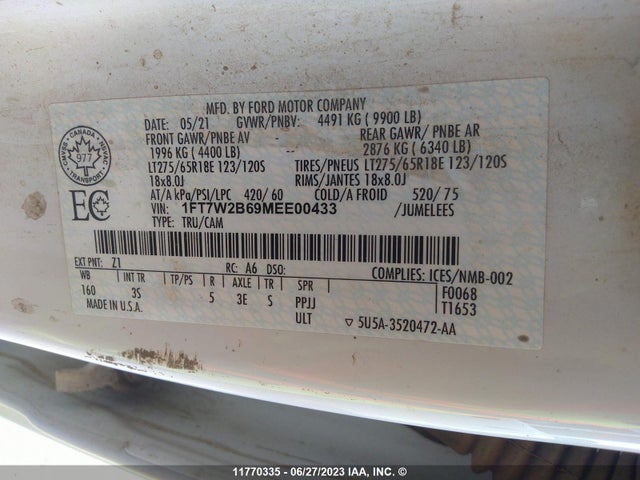 MFD. BY FORD MOTOR COMPANY
DATE: 05/21 GVWR/PNBV: 4491 KG ( 9900 LB)
FRONT GAWR/PNBE AV REAR GAWR/ PNBE AR
1996 KG ( 4400 LB) 2876 KG ( 6340 LB)
LT275/65R18E 123/120S TIRES/PNEUS LT275/65R18E 123/120S
18x8.0J RIMS/JANTES 18x8.0J
AT/A kPa/PSI/LPC 420/ 60 COLD/A FROID 520/ 75
VIN: 1FT7W2B69MEE00433 /JUMELEES
TYPE: TRU/CAM
CANADA
CMVSS NSVAC
977
EC
EXT PNT: Z1 RC: A6 DSO: COMPLIES: ICES/NMB-002
WB INT TR TP/PS R AXLE TR SPR F0068
160 3S 5 3E S PPJJ T1653
MADE IN U.S.A. ULT ▽ 5U5A-3520472-AA
11770335 - 06/27/2023 IAA, Inc. ©